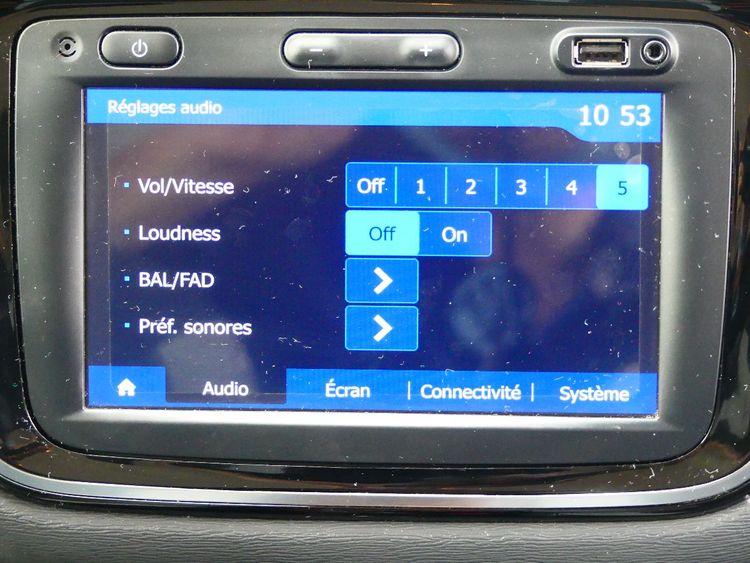 - +
Réglages audio 10 53
Vol/Vitesse Off 1 2 3 4 5
Loudness Off On
BAL/FAD
Préf. sonores
Audio Écran Connectivité Système